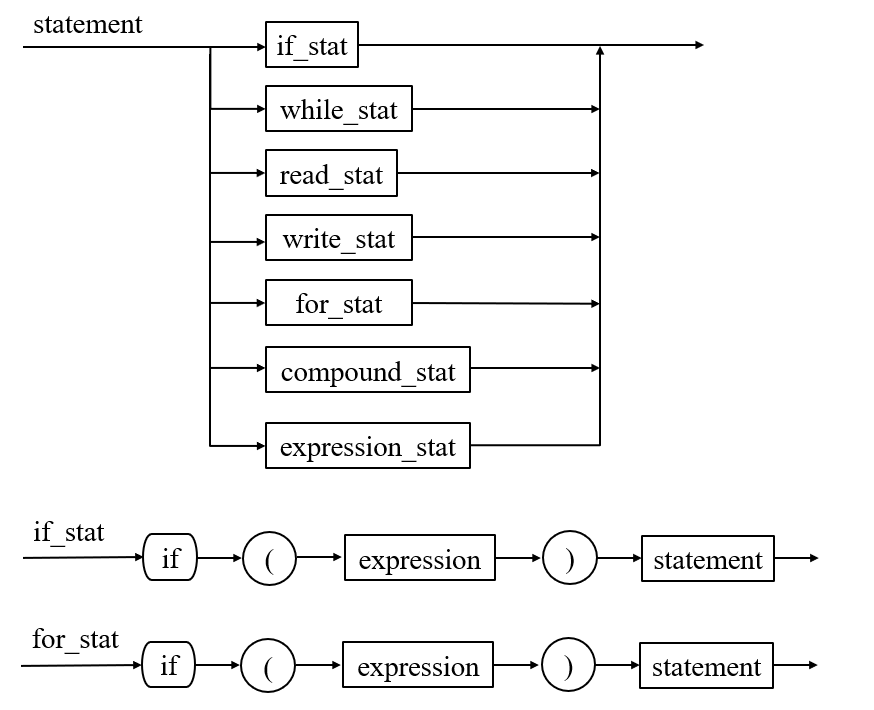 statement
if_stat
while_stat
read_stat
write_stat
for_stat
compound_stat
expression_stat
if_stat
if ( expression ) statement
for_stat
if ( expression ) statement